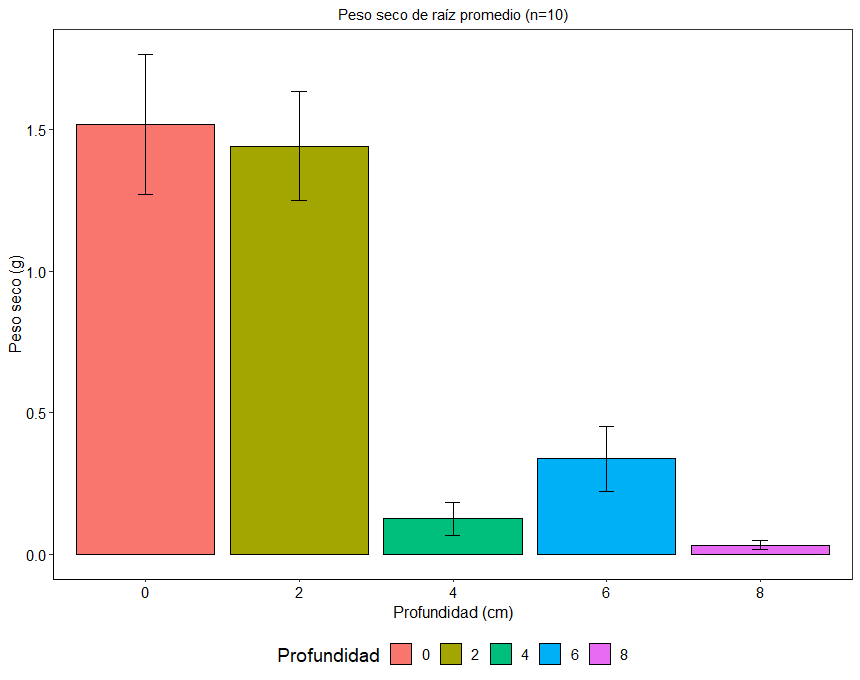 Peso seco de raíz promedio (n=10)
Peso seco (g)
1.5
1.0
0.5
0.0
0 2 4 6 8
Profundidad (cm)
Profundidad 0 2 4 6 8